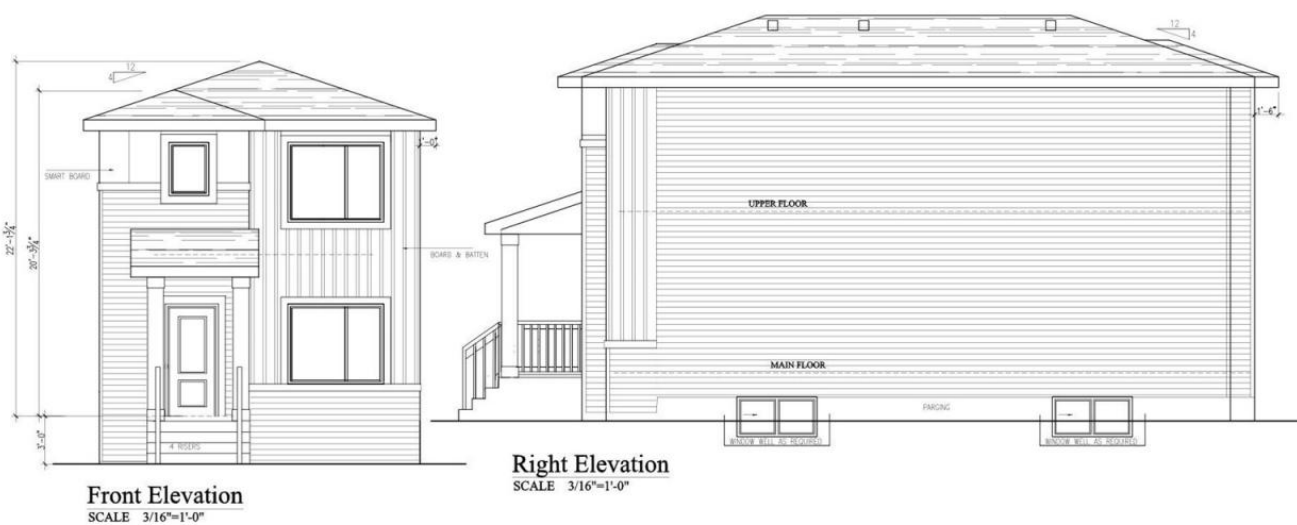 12
4
22'-1¾"
20'-3¾"
3'-0"
SMART BOARD
BOARD & BATTEN
4 RISERS
Front Elevation
SCALE 3/16"=1'-0"
12
4
1'-6"
UPPER FLOOR
MAIN FLOOR
PARGING
WINDOW WELL AS REQUIRED
WINDOW WELL AS REQUIRED
Right Elevation
SCALE 3/16"=1'-0"